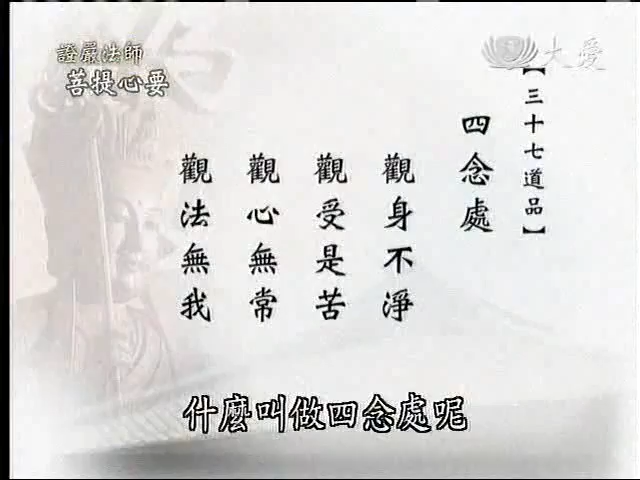 證嚴法師
菩提心要
大愛
【三十七道品】
四念處
觀身不淨
觀受是苦
觀心無常
觀法無我
什麼叫做四念處呢